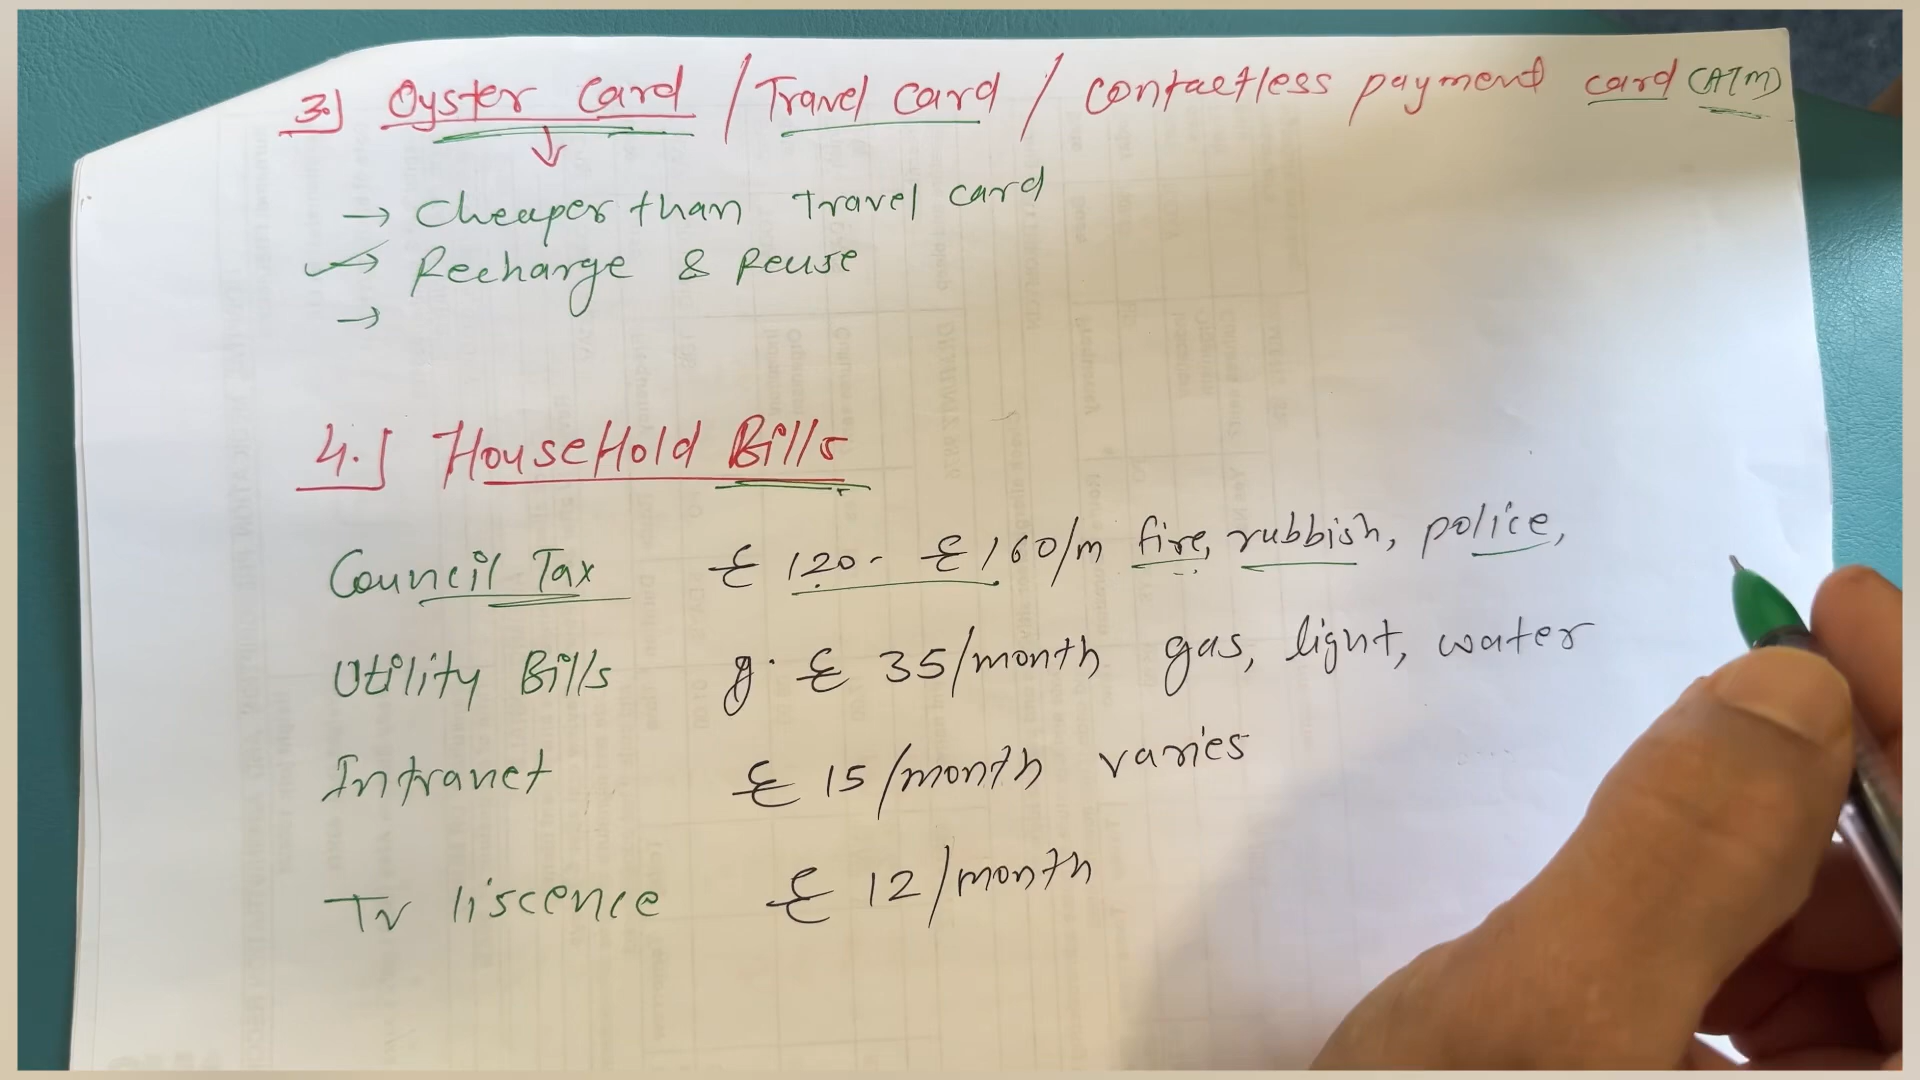 3.] Oyster Card / Travel card / contactless payment card (ATM)
→ Cheaper than Travel card
→ Recharge & Reuse
→
4.] HouseHold Bills
Council Tax £ 120 - £ 160/m fire, rubbish, police,
Utility Bills g. £ 35/month gas, light, water
Intranet £ 15/month varies
TV liscence £ 12/month